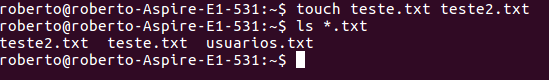 roberto@roberto-Aspire-E1-531:~$ touch teste.txt teste2.txt
roberto@roberto-Aspire-E1-531:~$ ls *.txt
teste2.txt  teste.txt  usuarios.txt
roberto@roberto-Aspire-E1-531:~$